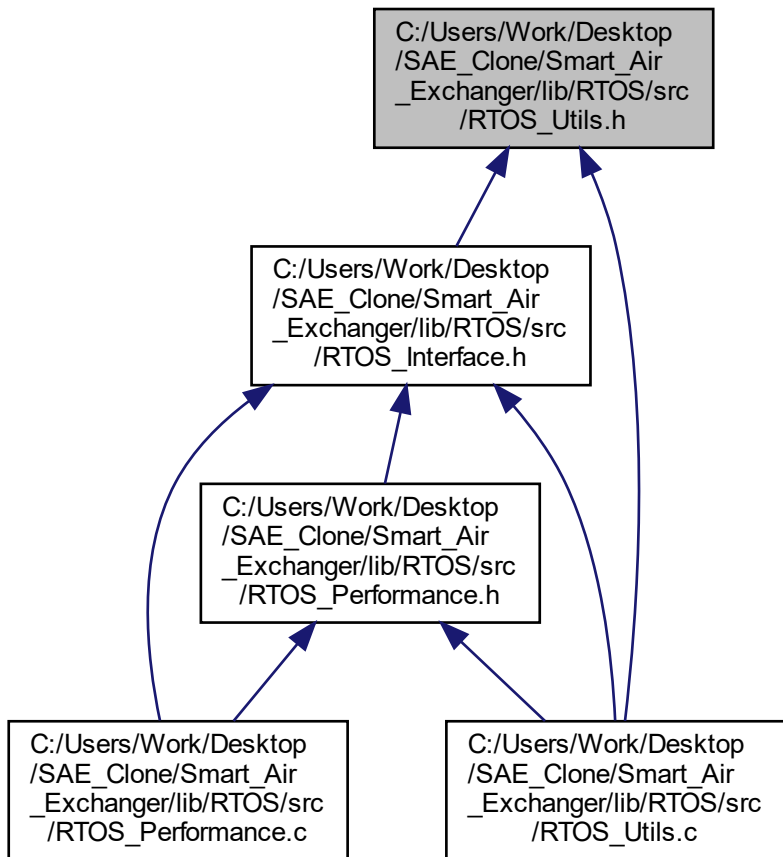 C:/Users/Work/Desktop
/SAE_Clone/Smart_Air
_Exchanger/lib/RTOS/src
/RTOS_Utils.h
C:/Users/Work/Desktop
/SAE_Clone/Smart_Air
_Exchanger/lib/RTOS/src
/RTOS_Interface.h
C:/Users/Work/Desktop
/SAE_Clone/Smart_Air
_Exchanger/lib/RTOS/src
/RTOS_Performance.h
C:/Users/Work/Desktop
/SAE_Clone/Smart_Air
_Exchanger/lib/RTOS/src
/RTOS_Performance.c
C:/Users/Work/Desktop
/SAE_Clone/Smart_Air
_Exchanger/lib/RTOS/src
/RTOS_Utils.c